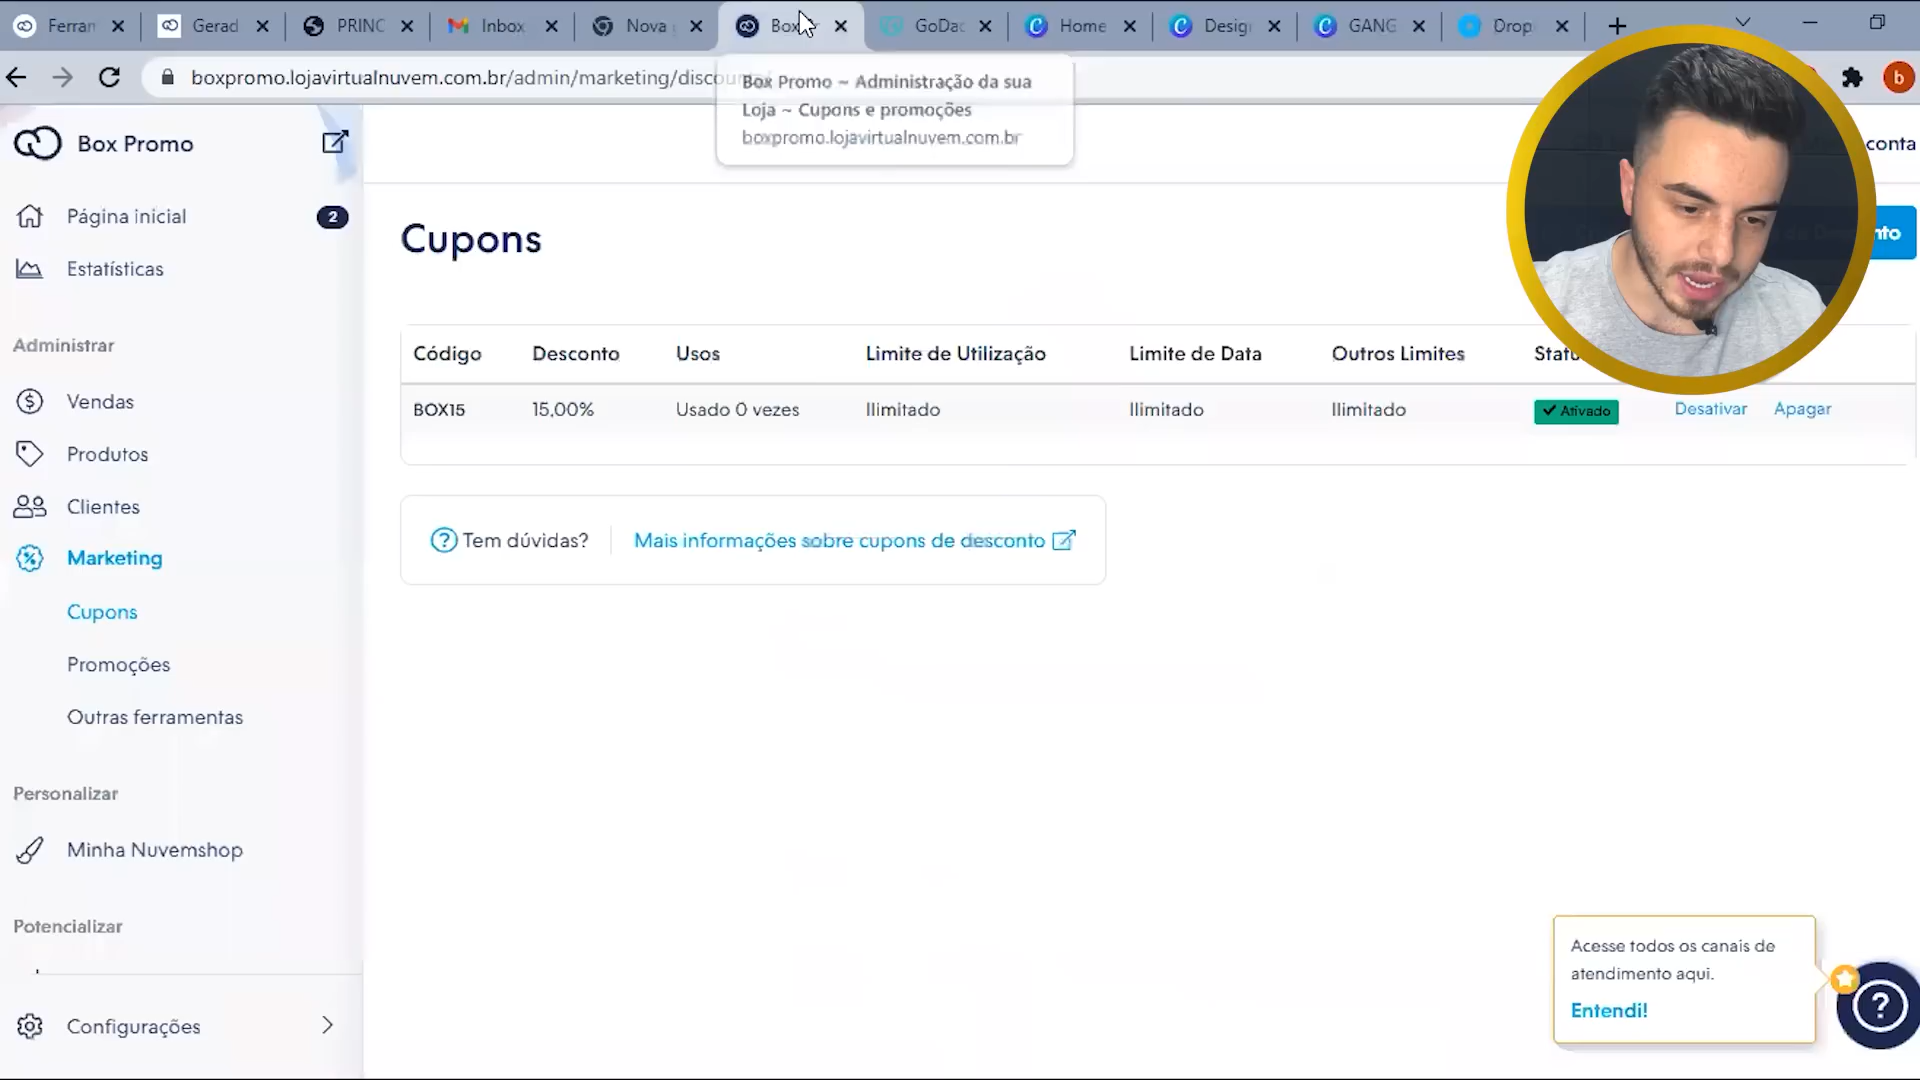 Ferran
Gerad
PRINC
Inbox
Nova
Box
GoDad
Home
Desig
GANG
Drop
boxpromo.lojavirtualnuvem.com.br/admin/marketing/discou
b
Box Promo ~ Administração da sua
Loja ~ Cupons e promoções
boxpromo.lojavirtualnuvem.com.br
Box Promo
conta
Página inicial
2
Estatísticas
Cupons
nto
Administrar
Vendas
Produtos
Clientes
Marketing
Cupons
Promoções
Outras ferramentas
Personalizar
Minha Nuvemshop
Potencializar
Configurações
Código Desconto Usos Limite de Utilização Limite de Data Outros Limites Statu
BOX15 15,00% Usado 0 vezes Ilimitado Ilimitado Ilimitado Ativado Desativar Apagar
Tem dúvidas? Mais informações sobre cupons de desconto
Acesse todos os canais de
atendimento aqui.
Entendi!
?